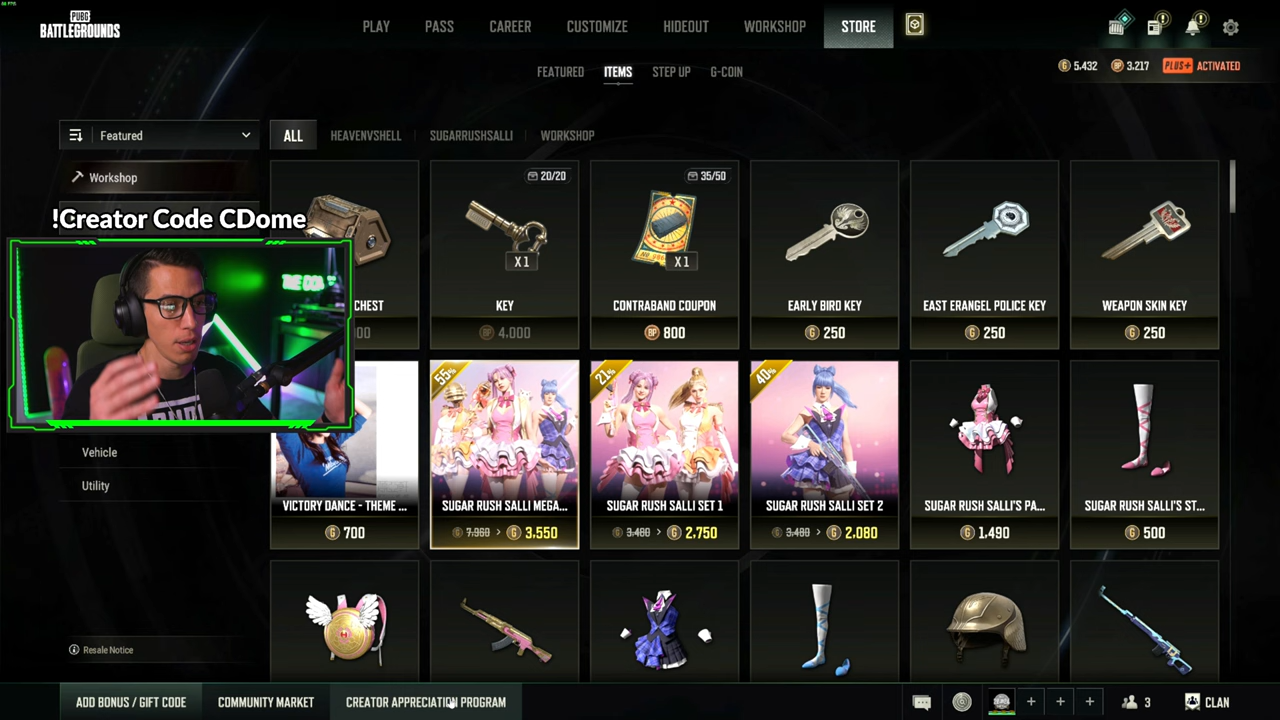 PUBG
BATTLEGROUNDS
PLAY
PASS
CAREER
CUSTOMIZE
HIDEOUT
WORKSHOP
STORE
FEATURED
ITEMS
STEP UP
G-COIN
G 5,432
BP 3,217
PLUS+ ACTIVATED
Featured
ALL
HEAVENVSHELL
SUGARRUSHSALLI
WORKSHOP
Workshop
!Creator Code CDome
Vehicle
Utility
Resale Notice
CHEST
20/20
X1
KEY
BP 4,000
35/50
X1
CONTRABAND COUPON
BP 800
EARLY BIRD KEY
G 250
EAST ERANGEL POLICE KEY
G 250
WEAPON SKIN KEY
G 250
VICTORY DANCE - THEME ...
G 700
55%
SUGAR RUSH SALLI MEGA...
G 7,960 > G 3,550
21%
SUGAR RUSH SALLI SET 1
G 3,480 > G 2,750
40%
SUGAR RUSH SALLI SET 2
G 3,480 > G 2,080
SUGAR RUSH SALLI'S PA...
G 1,490
SUGAR RUSH SALLI'S ST...
G 500
ADD BONUS / GIFT CODE
COMMUNITY MARKET
CREATOR APPRECIATION PROGRAM
3
CLAN